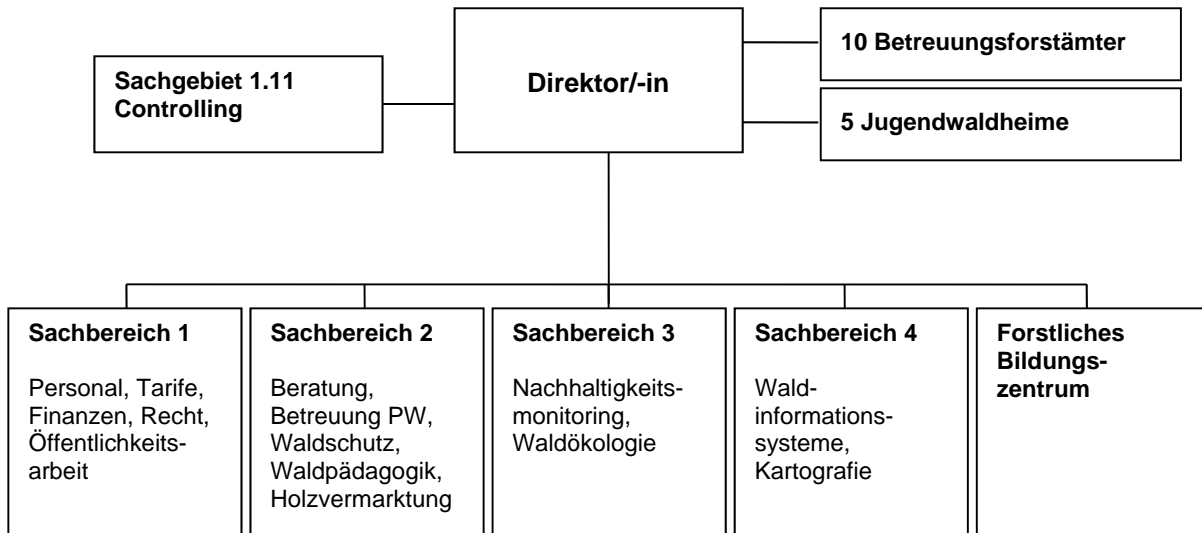 10 Betreuungsforstämter
Sachgebiet 1.11
Controlling
Direktor/-in
5 Jugendwaldheime
Sachbereich 1
Personal, Tarife,
Finanzen, Recht,
Öffentlichkeits-
arbeit
Sachbereich 2
Beratung,
Betreuung PW,
Waldschutz,
Waldpädagogik,
Holzvermarktung
Sachbereich 3
Nachhaltigkeits-
monitoring,
Waldökologie
Sachbereich 4
Wald-
informations-
systeme,
Kartografie
Forstliches
Bildungs-
zentrum